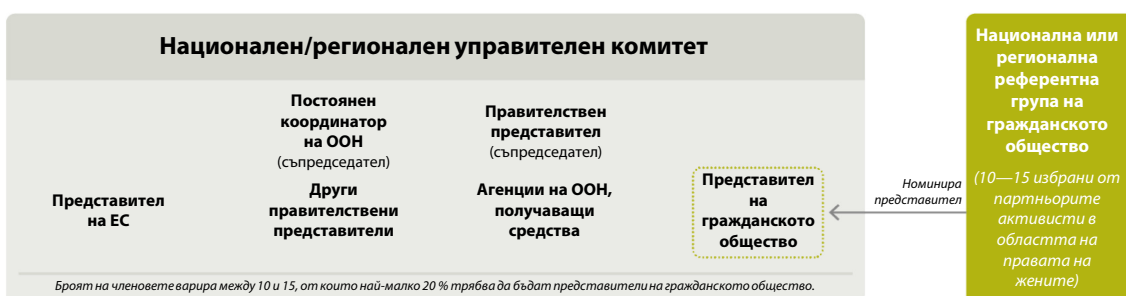 Национален/регионален управителен комитет
Постоянен
координатор
на ООН
(съпредседател)
Правителствен
представител
(съпредседател)
Представител
на ЕС
Други
правителствени
представители
Агенции на ООН,
получаващи
средства
Представител
на
гражданското
общество
Броят на членовете варира между 10 и 15, от които най-малко 20 % трябва да бъдат представители на гражданското общество.
Номинира
представител
Национална или
регионална
референтна
група на
гражданското
общество
(10—15 избрани от
партньорите
активисти в
областта на
правата на
жените)